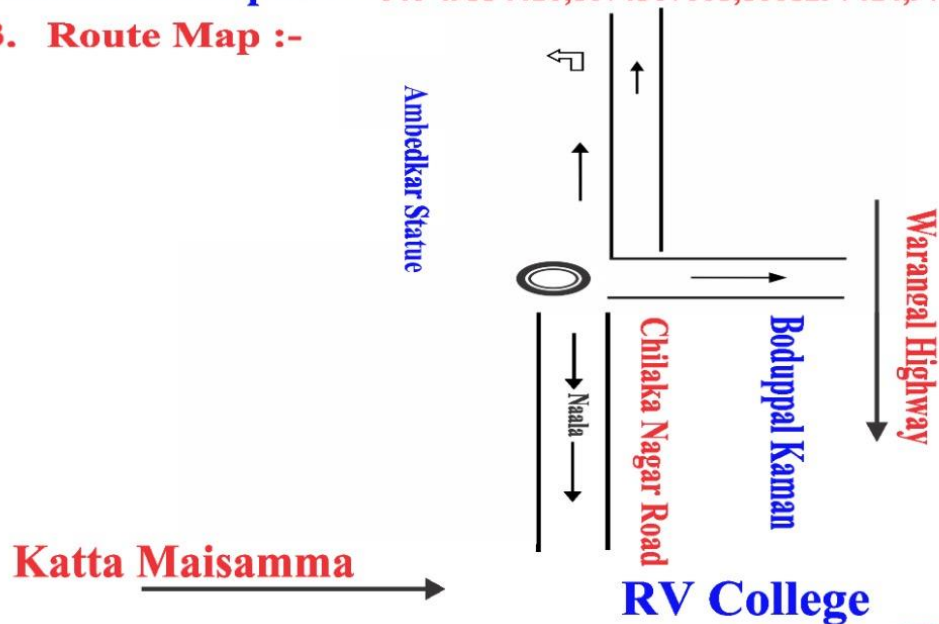 3. Route Map :-
Ambedkar Statue
Warangal Highway
Naala
Chilaka Nagar Road
Boduppal Kaman
Katta Maisamma
RV College